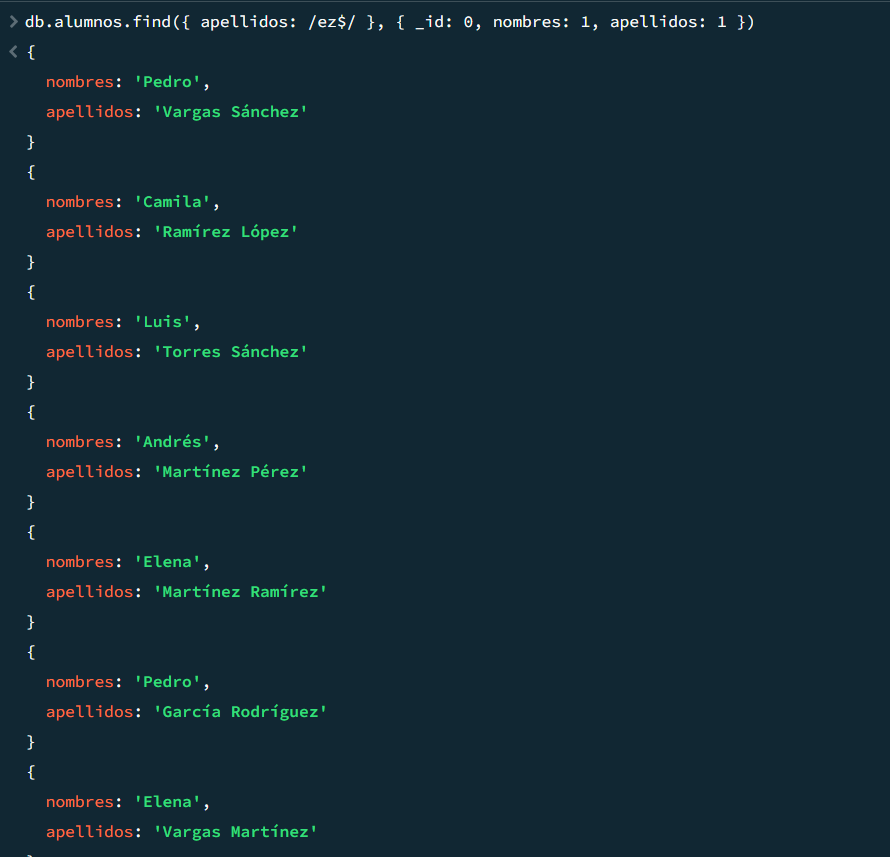 > db.alumnos.find({ apellidos: /ez$/ }, { _id: 0, nombres: 1, apellidos: 1 })
< {
nombres: 'Pedro',
apellidos: 'Vargas Sánchez'
}
{
nombres: 'Camila',
apellidos: 'Ramírez López'
}
{
nombres: 'Luis',
apellidos: 'Torres Sánchez'
}
{
nombres: 'Andrés',
apellidos: 'Martínez Pérez'
}
{
nombres: 'Elena',
apellidos: 'Martínez Ramírez'
}
{
nombres: 'Pedro',
apellidos: 'García Rodríguez'
}
{
nombres: 'Elena',
apellidos: 'Vargas Martínez'